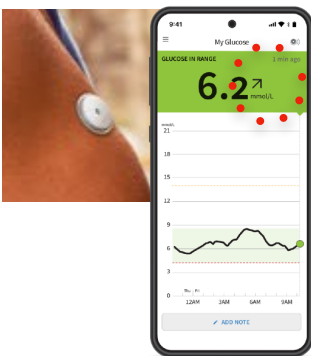 9:41
My Glucose
GLUCOSE IN RANGE
1 min ago
6.2
mmol/L
mmol/L
21
18
15
12
9
6
3
0
Thu | Fri
12AM 3AM 6AM 9AM
ADD NOTE